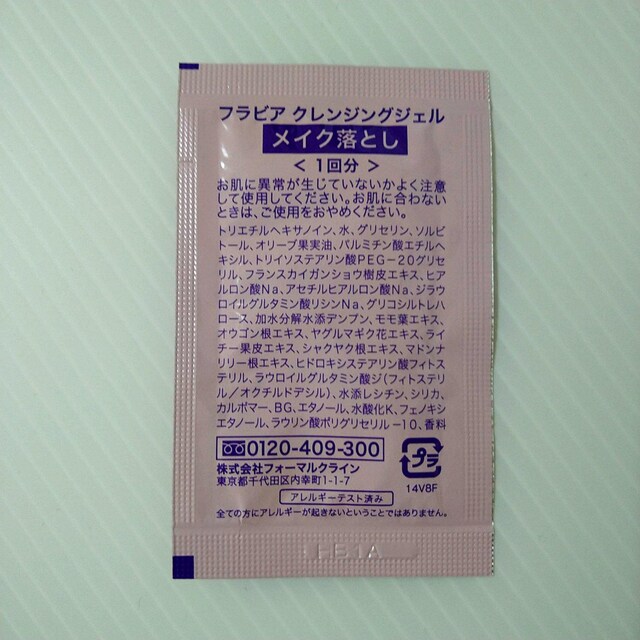 フラビア クレンジングジェル
メイク落とし
< 1回分 >
お肌に異常が生じていないかよく注意
して使用してください。お肌に合わない
ときは、ご使用をおやめください。
トリエチルヘキサノイン、水、グリセリン、ソルビ
トール、オリーブ果実油、パルミチン酸エチルヘ
キシル、トリイソステアリン酸PEG-20グリセ
リル、フランスカイガンショウ樹皮エキス、ヒア
ルロン酸Na、アセチルヒアルロン酸Na、ジラウ
ロイルグルタミン酸リシンNa、グリコシルトレハ
ロース、加水分解水添デンプン、モモ葉エキス、
オウゴン根エキス、ヤグルマギク花エキス、ライ
チー果皮エキス、シャクヤク根エキス、マドンナ
リリー根エキス、ヒドロキシステアリン酸フィトス
テリル、ラウロイルグルタミン酸ジ(フィトステリ
ル/オクチルドデシル)、水添レシチン、シリカ、
カルボマー、BG、エタノール、水酸化K、フェノキシ
エタノール、ラウリン酸ポリグリセリル-10、香料
0120-409-300
株式会社フォーマルクライン
東京都千代田区内幸町1-1-7
プラ
14V8F
アレルギーテスト済み
全ての方にアレルギーが起きないということではありません。